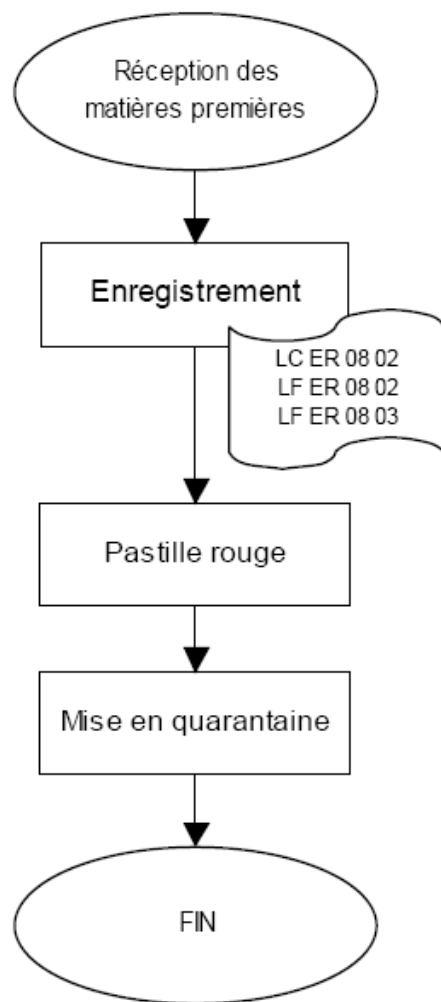 Réception des
matières premières
Enregistrement
LC ER 08 02
LF ER 08 02
LF ER 08 03
Pastille rouge
Mise en quarantaine
FIN